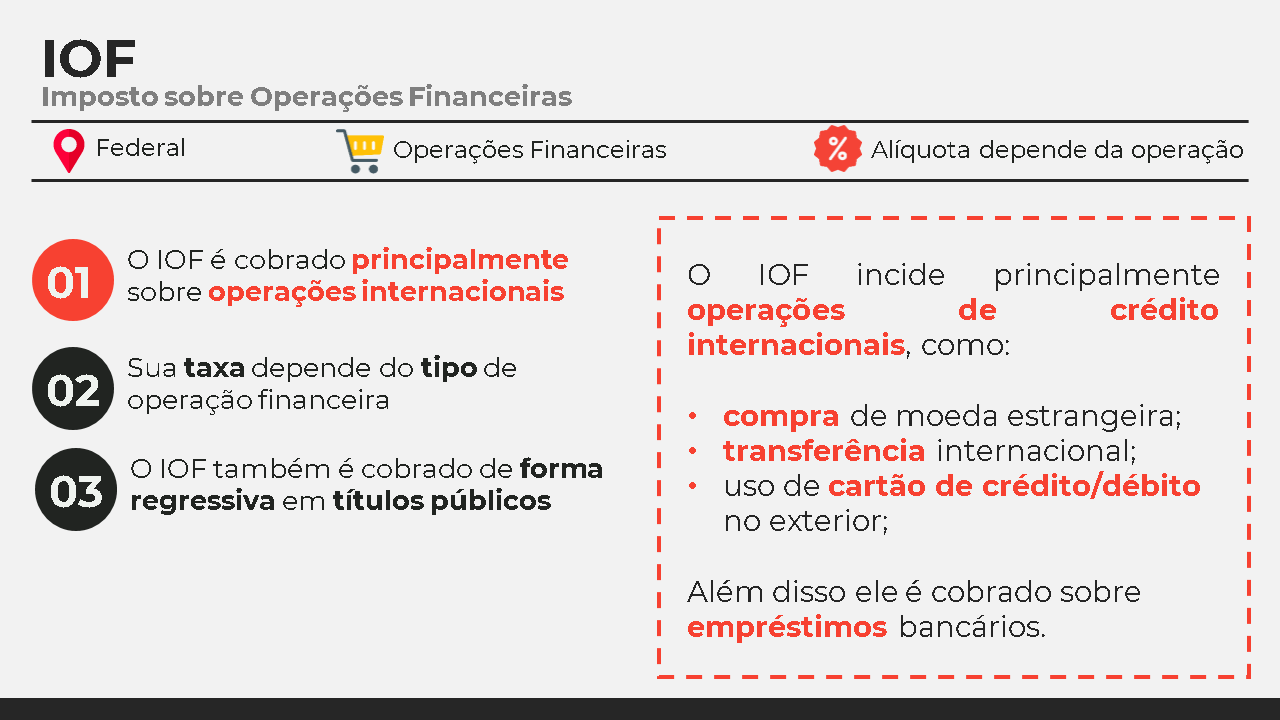 IOF
Imposto sobre Operações Financeiras
Federal
Operações Financeiras
%
Alíquota depende da operação
01
O IOF é cobrado principalmente
sobre operações internacionais
02
Sua taxa depende do tipo de
operação financeira
03
O IOF também é cobrado de forma
regressiva em títulos públicos
O IOF incide principalmente
operações de crédito
internacionais, como:
• compra de moeda estrangeira;
• transferência internacional;
• uso de cartão de crédito/débito
no exterior;
Além disso ele é cobrado sobre
empréstimos bancários.